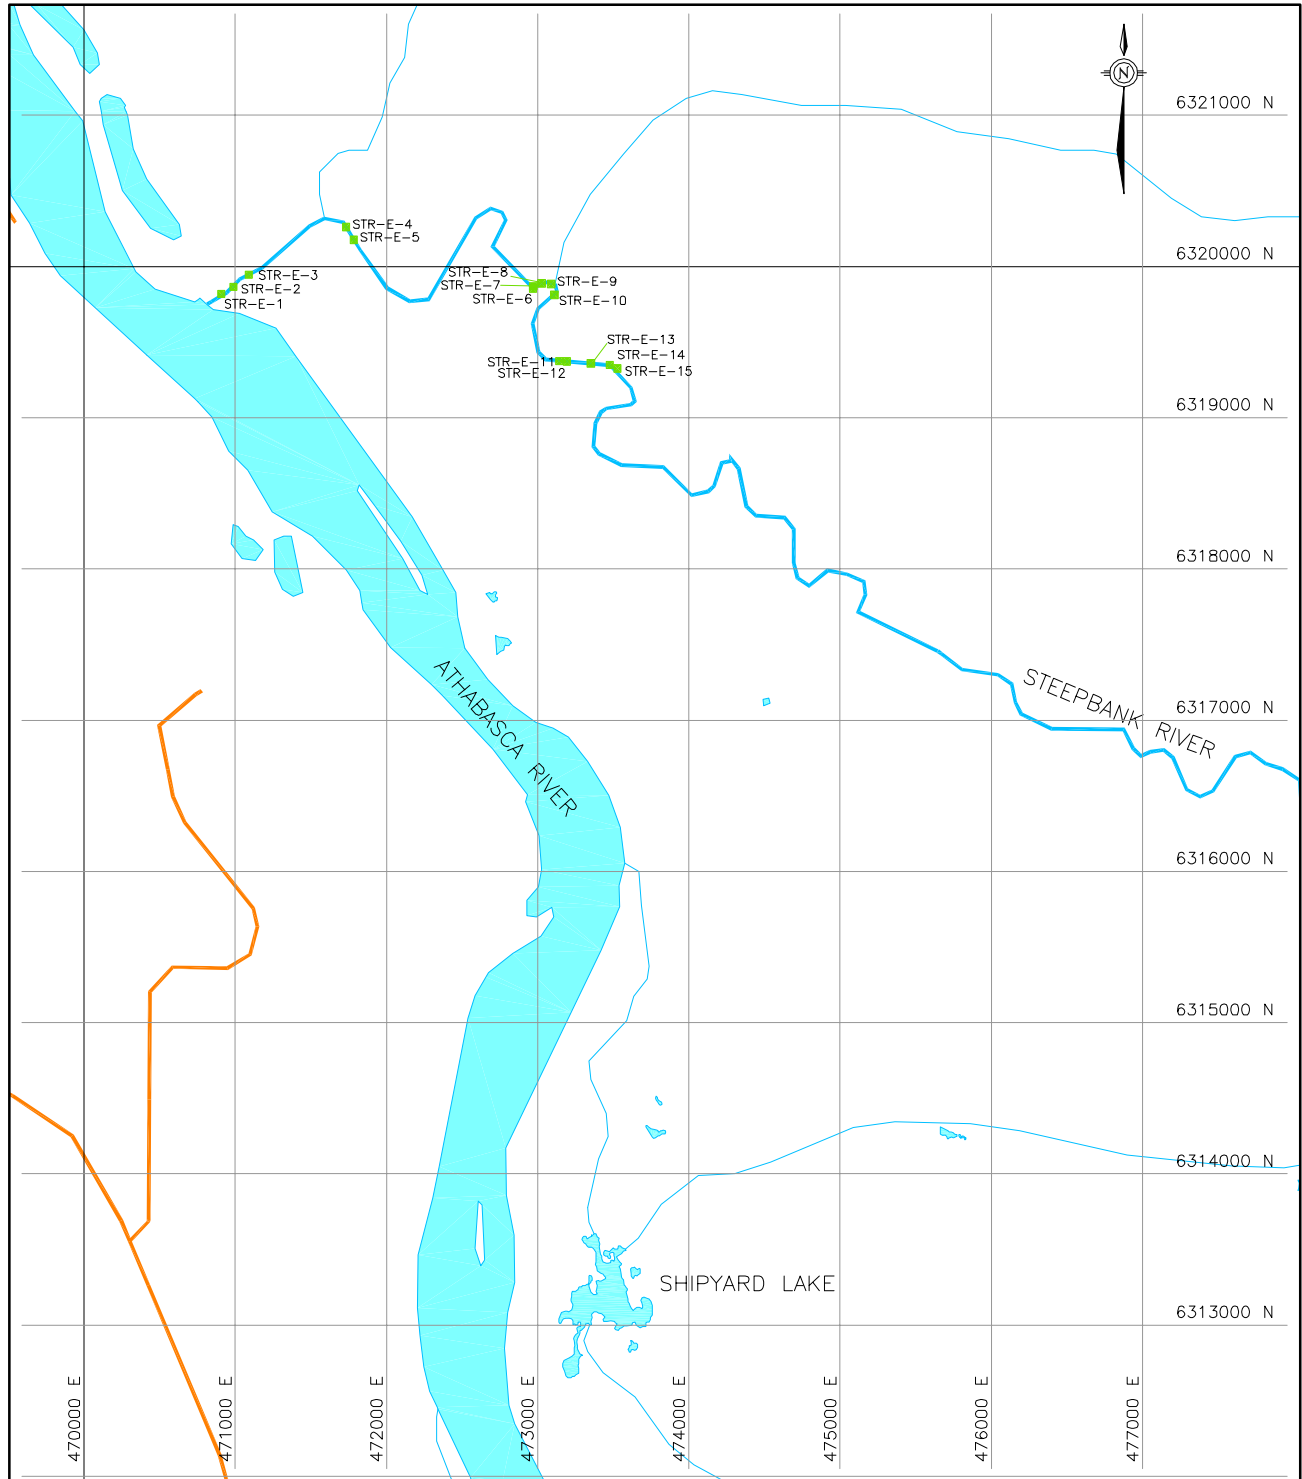 N
6321000 N
STR-E-4
STR-E-5
6320000 N
STR-E-3
STR-E-2
STR-E-1
STR-E-8
STR-E-7
STR-E-6
STR-E-9
STR-E-10
STR-E-13
STR-E-14
STR-E-11
STR-E-12
STR-E-15
6319000 N
6318000 N
ATHABASCA RIVER
STEEPBANK RIVER
6317000 N
6316000 N
6315000 N
6314000 N
SHIPYARD LAKE
6313000 N
470000 E
471000 E
472000 E
473000 E
474000 E
475000 E
476000 E
477000 E